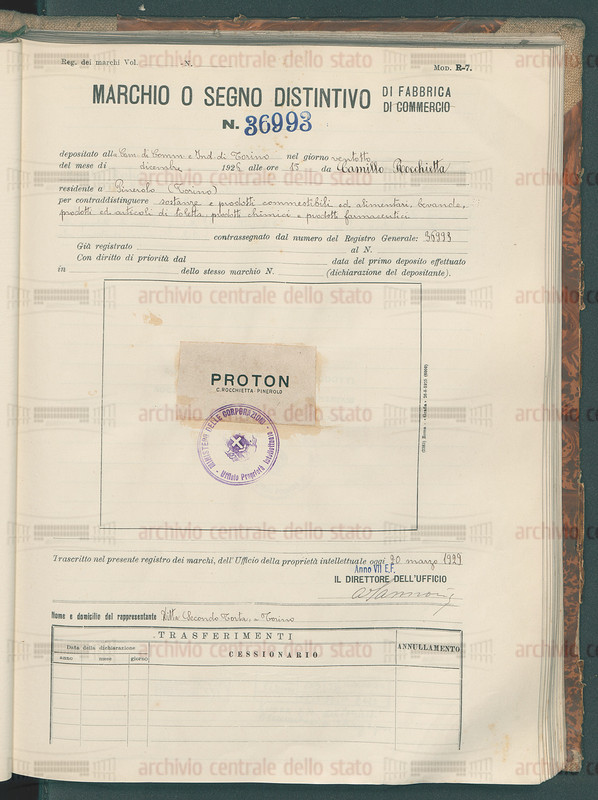 Reg. dei marchi Vol. N. MOD. R-7.
MARCHIO O SEGNO DISTINTIVO DI FABBRICA
DI COMMERCIO
N. 36993
depositato alla Cam. di Comm. e Ind. di Torino nel giorno ventotto
del mese di dicembre 192 alle ore 15 da Camillo Rocchietta
residente a Pinerolo (Torino)
per contraddistinguere sostanze e prodotti commestibili ed alimentari, bevande,
prodotti ed articoli di toletta, prodotti chimici e prodotti farmaceutici
contrassegnato dal numero del Registro Generale: 36993
Già registrato al N.
Con diritto di priorità dal data del primo deposito effettuato
in dello stesso marchio N. (dichiarazione del depositante).
PROTON
C. ROCCHIETTA - PINEROLO
MINISTERO DELLE CORPORAZIONI
Ufficio Proprietà Intellettuale
Trascritto nel presente registro dei marchi, dell'Ufficio della proprietà intellettuale oggi 20 marzo 1929
Anno VII E.F.
IL DIRETTORE DELL'UFFICIO
Nome e domicilio del rappresentante Ditta Secondo Torta - Torino
TRASFERIMENTI
Data della dichiarazione
anno mese giorno
CESSIONARIO
ANNULLAMENTO
archivio centrale dello stato